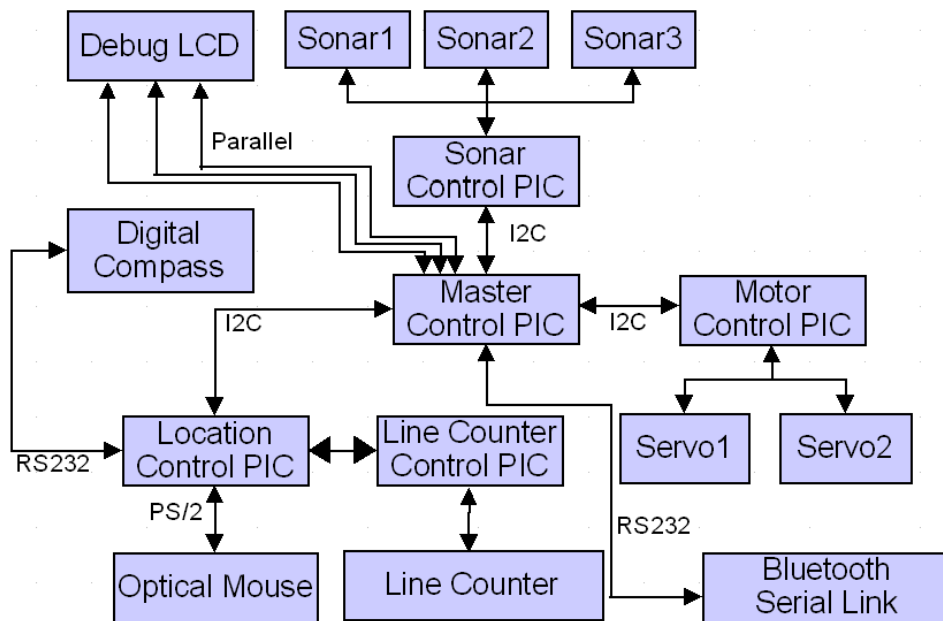 Debug LCD
Sonar1
Sonar2
Sonar3
Parallel
Sonar
Control PIC
I2C
Digital
Compass
Master
Control PIC
I2C
Motor
Control PIC
I2C
Location
Control PIC
Line Counter
Control PIC
Servo1
Servo2
RS232
PS/2
RS232
Optical Mouse
Line Counter
Bluetooth
Serial Link